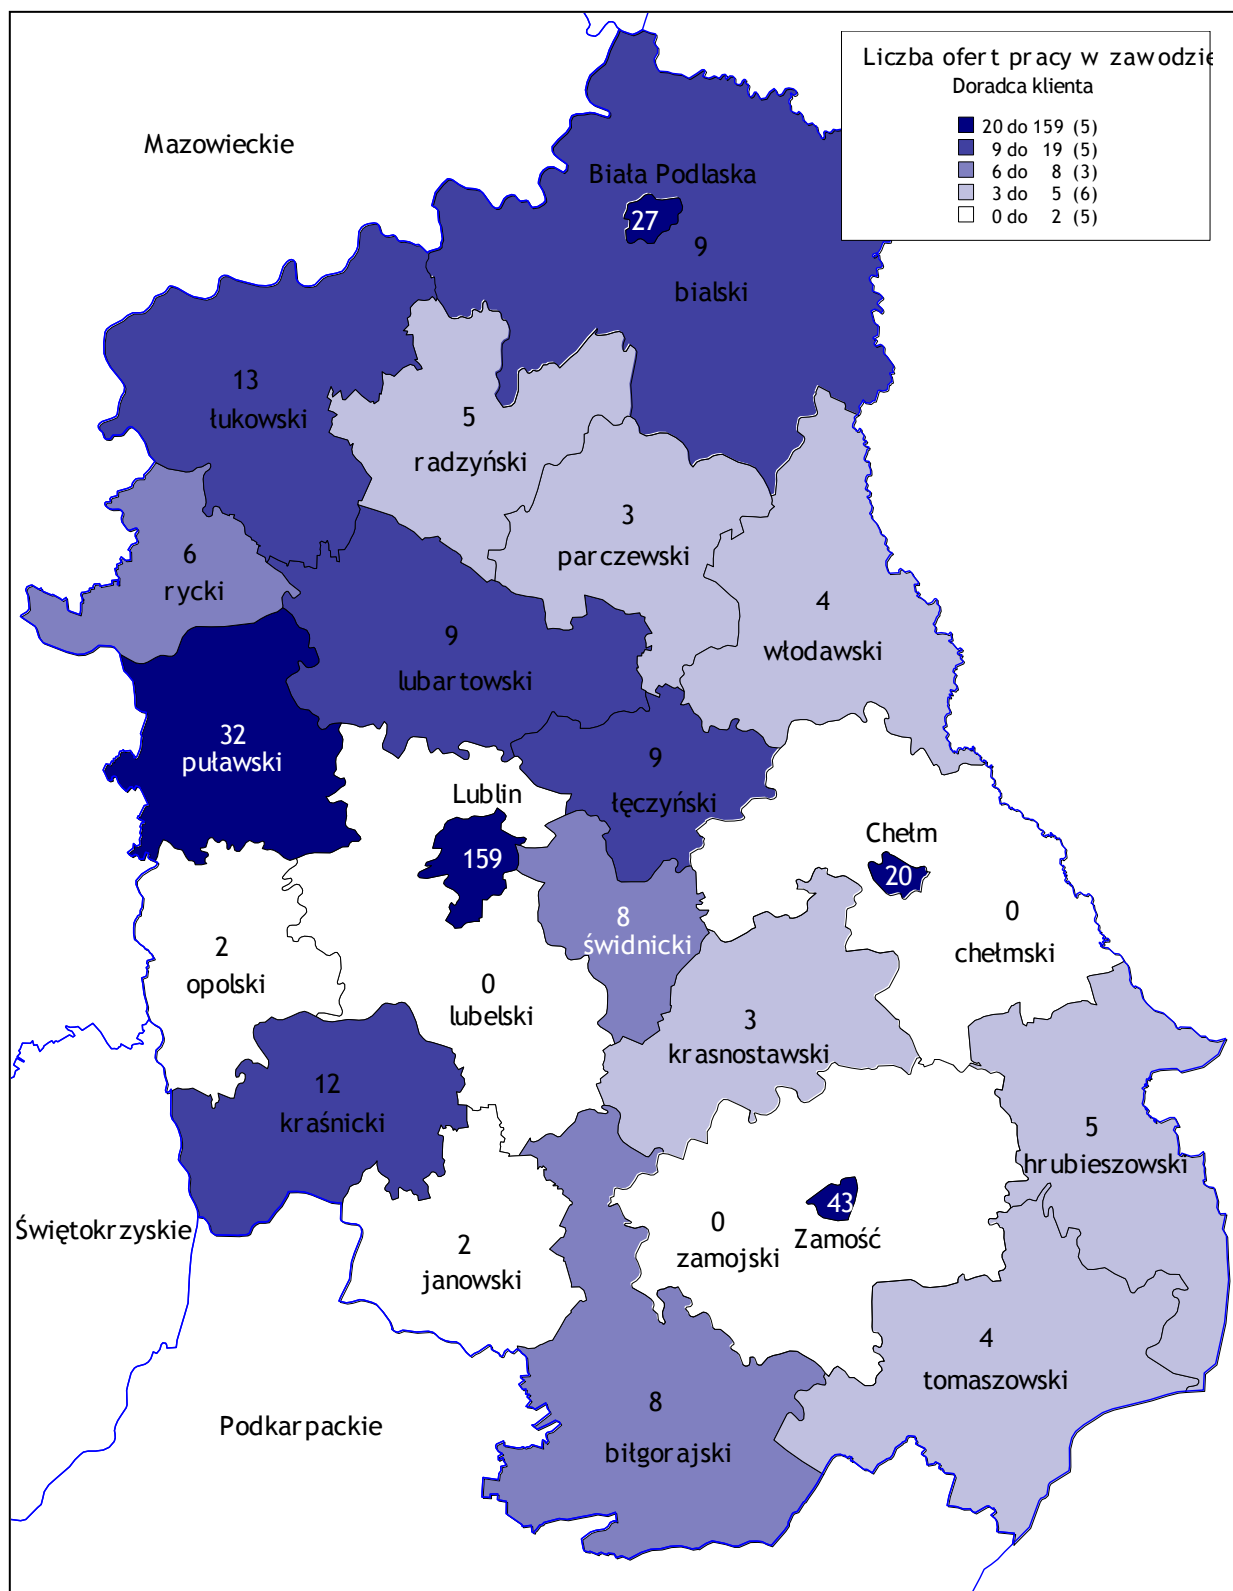 Liczba ofert pracy w zawodzie
Doradca klienta
20 do 159 (5)
9 do 19 (5)
6 do 8 (3)
3 do 5 (6)
0 do 2 (5)
Mazowieckie
Biała Podlaska
27
9
bialski
13
łukowski
5
radzyński
3
parczewski
6
rycki
4
włodawski
9
lubartowski
32
puławski
9
łęczyński
Lublin
159
Chełm
20
0
chełmski
8
świdnicki
2
opolski
0
lubelski
3
krasnostawski
12
kraśnicki
5
hrubieszowski
Świętokrzyskie
43
Zamość
0
zamojski
2
janowski
4
tomaszowski
Podkarpackie
8
biłgorajski